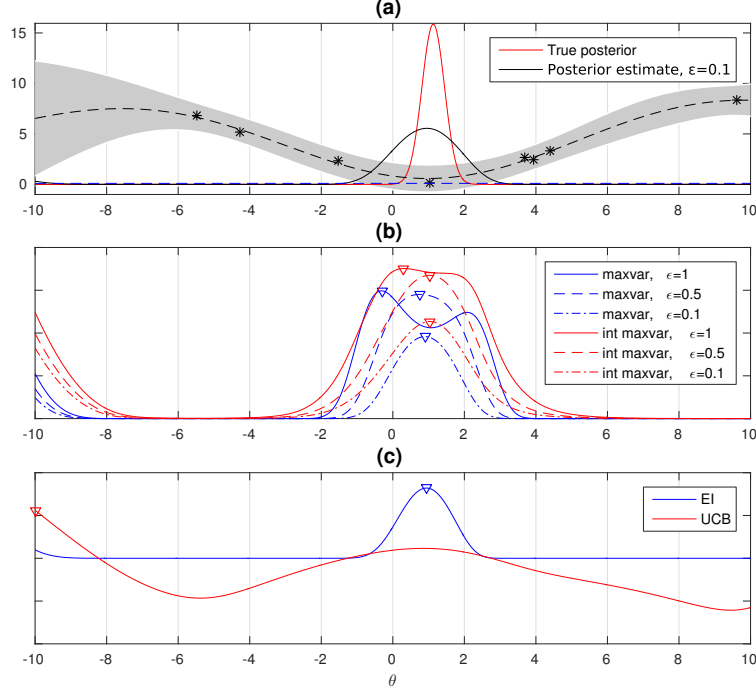 (a)
15
10
5
0
True posterior
Posterior estimate, ε=0.1
-10 -8 -6 -4 -2 0 2 4 6 8 10
(b)
maxvar, ϵ=1
maxvar, ϵ=0.5
maxvar, ϵ=0.1
int maxvar, ϵ=1
int maxvar, ϵ=0.5
int maxvar, ϵ=0.1
-10 -8 -6 -4 -2 0 2 4 6 8 10
(c)
EI
UCB
-10 -8 -6 -4 -2 0 2 4 6 8 10
θ